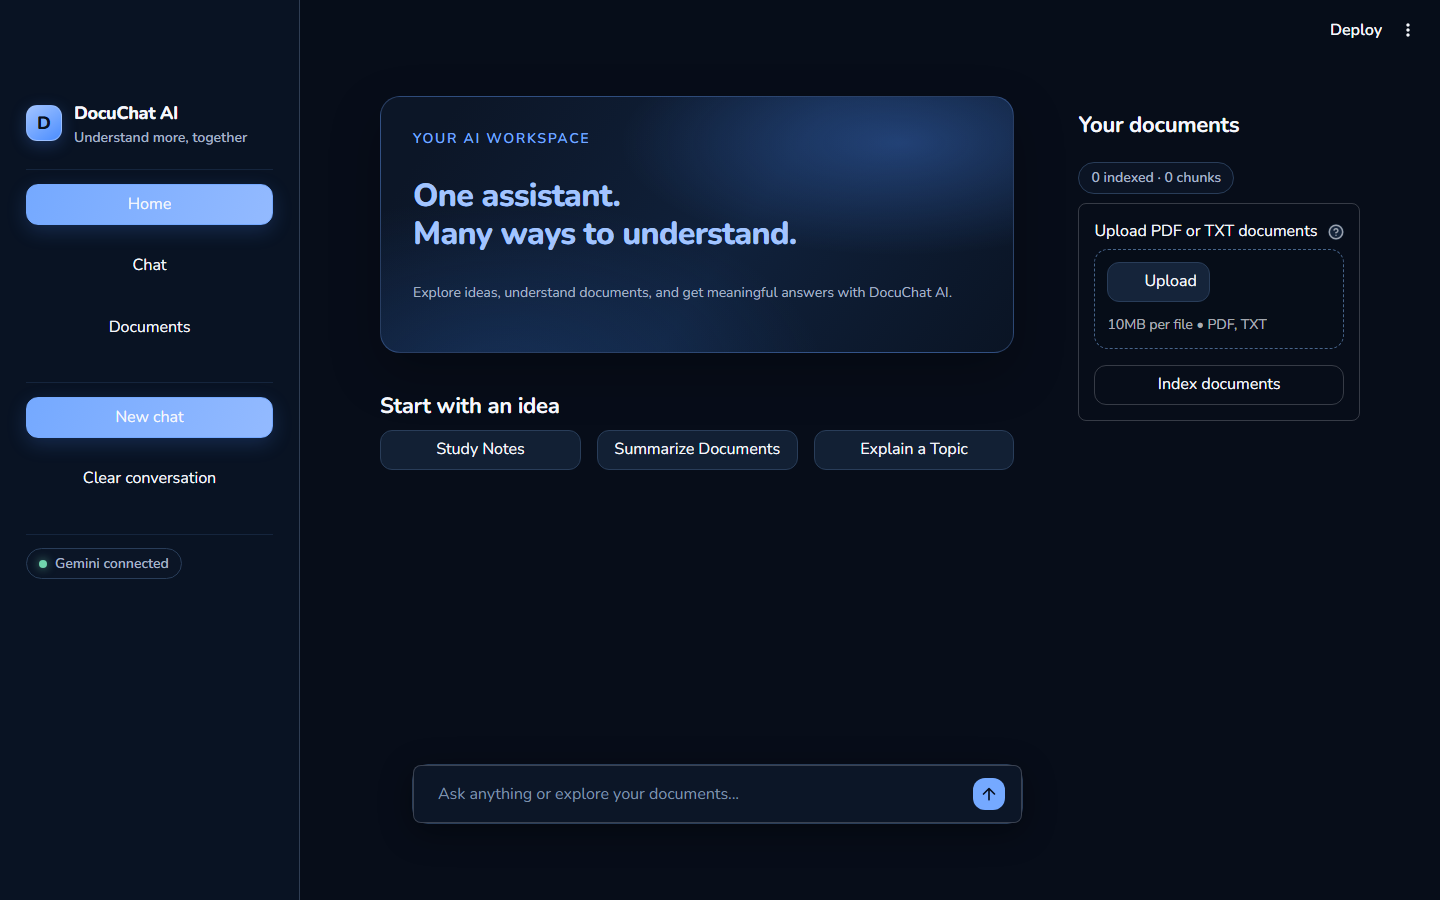 Deploy
D
DocuChat AI
Understand more, together
Home
Chat
Documents
New chat
Clear conversation
Gemini connected
YOUR AI WORKSPACE
One assistant.
Many ways to understand.
Explore ideas, understand documents, and get meaningful answers with DocuChat AI.
Start with an idea
Study Notes
Summarize Documents
Explain a Topic
Ask anything or explore your documents...
Your documents
0 indexed · 0 chunks
Upload PDF or TXT documents
Upload
10MB per file • PDF, TXT
Index documents